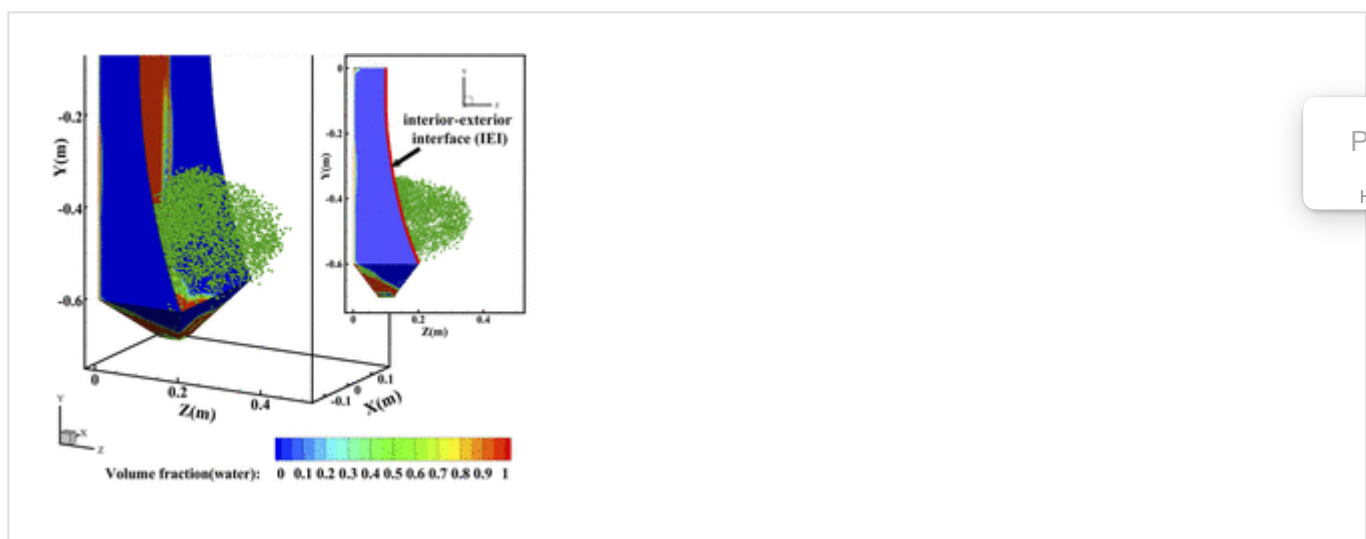 0
Y
Z
-0.2
interior-exterior
interface (IEI)
-0.2
Y(m)
Y(m)
-0.4
-0.4
-0.6
-0.6
0
0.2
0.4
Z(m)
0
0.2
0.4
Z(m)
-0.1
0
0.1
X(m)
Y
X
Z
Volume fraction(water): 0 0.1 0.2 0.3 0.4 0.5 0.6 0.7 0.8 0.9 1
P
H